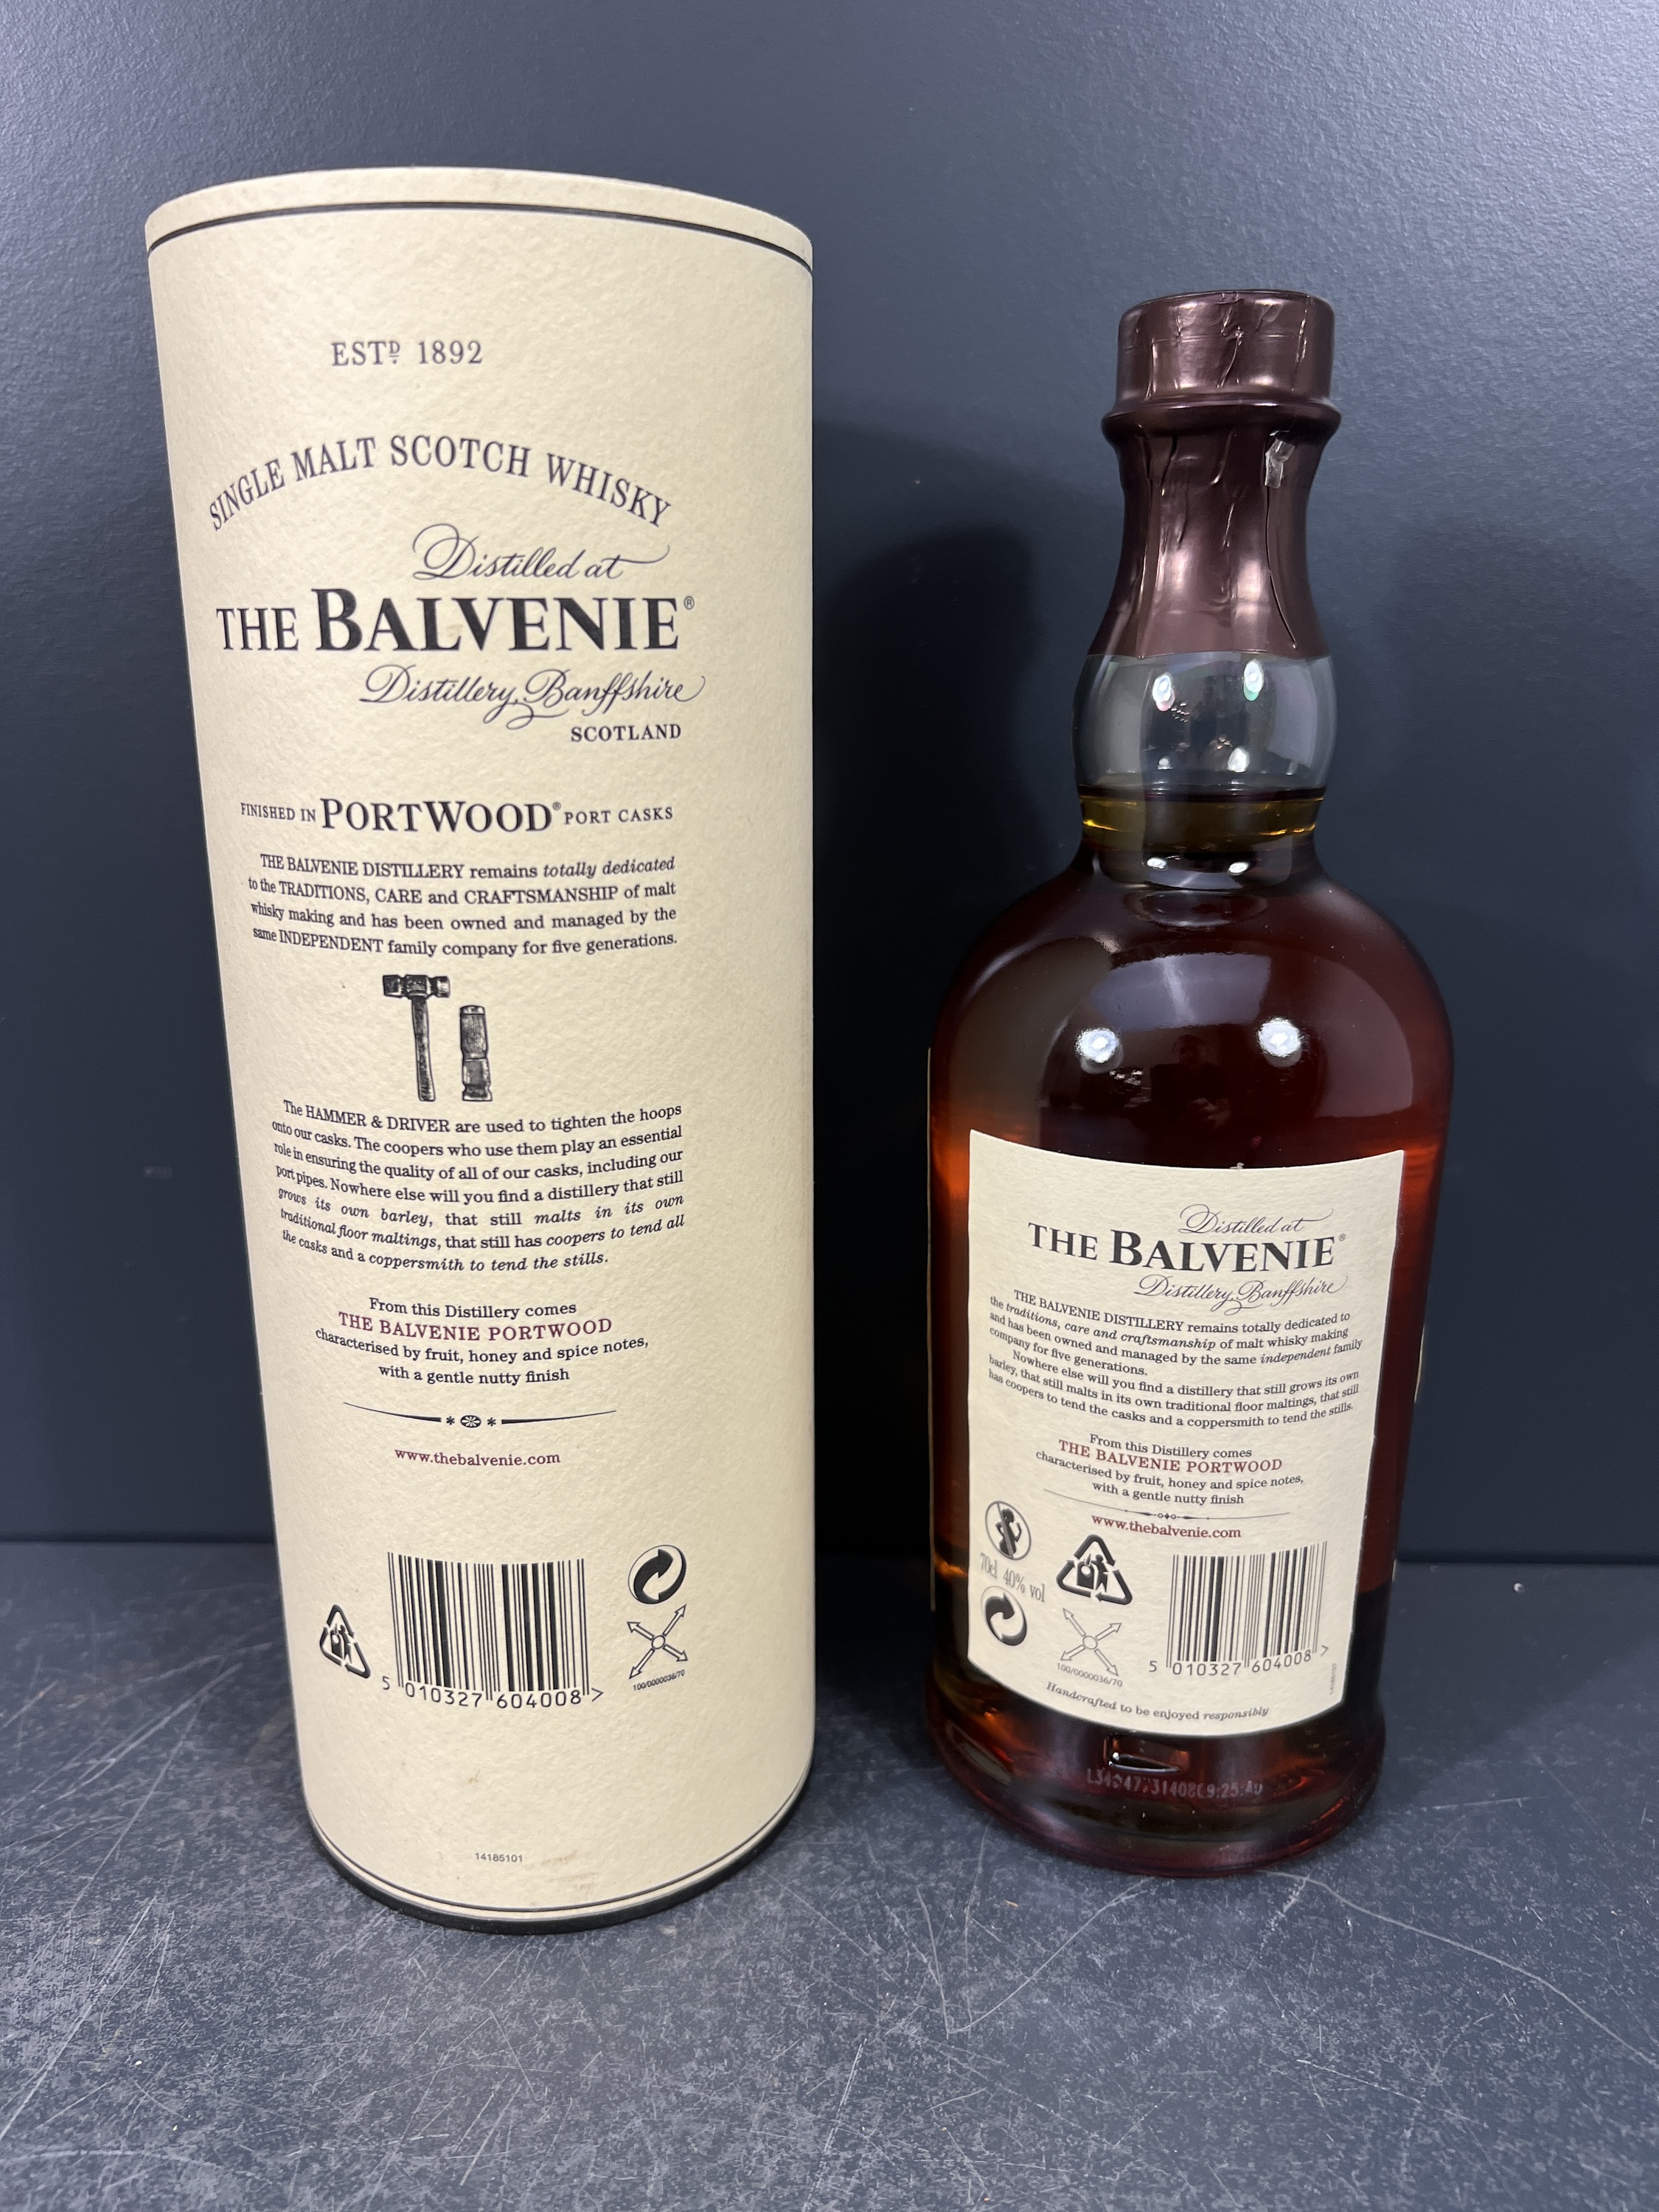 ESTD 1892
SINGLE MALT SCOTCH WHISKY
Distilled at
THE BALVENIE®
Distillery, Banffshire
SCOTLAND
FINISHED IN PORTWOOD® PORT CASKS
THE BALVENIE DISTILLERY remains totally dedicated
to the TRADITIONS, CARE and CRAFTSMANSHIP of malt
whisky making and has been owned and managed by the
same INDEPENDENT family company for five generations.
The HAMMER & DRIVER are used to tighten the hoops
onto our casks. The coopers who use them play an essential
role in ensuring the quality of all of our casks, including our
port pipes. Nowhere else will you find a distillery that still
grows its own barley, that still malts in its own
traditional floor maltings, that still has coopers to tend all
the casks and a coppersmith to tend the stills.
From this Distillery comes
THE BALVENIE PORTWOOD
characterised by fruit, honey and spice notes,
with a gentle nutty finish
www.thebalvenie.com
5 010327 604008 >
100/0000036/70
14185101
Distilled at
THE BALVENIE®
Distillery, Banffshire
THE BALVENIE DISTILLERY remains totally dedicated to
the traditions, care and craftsmanship of malt whisky making
and has been owned and managed by the same independent family
company for five generations.
Nowhere else will you find a distillery that still grows its own
barley, that still malts in its own traditional floor maltings, that still
has coopers to tend the casks and a coppersmith to tend the stills.
From this Distillery comes
THE BALVENIE PORTWOOD
characterised by fruit, honey and spice notes,
with a gentle nutty finish
www.thebalvenie.com
70cl 40% vol
100/0000036/70
5 010327 604008 >
Handcrafted to be enjoyed responsibly